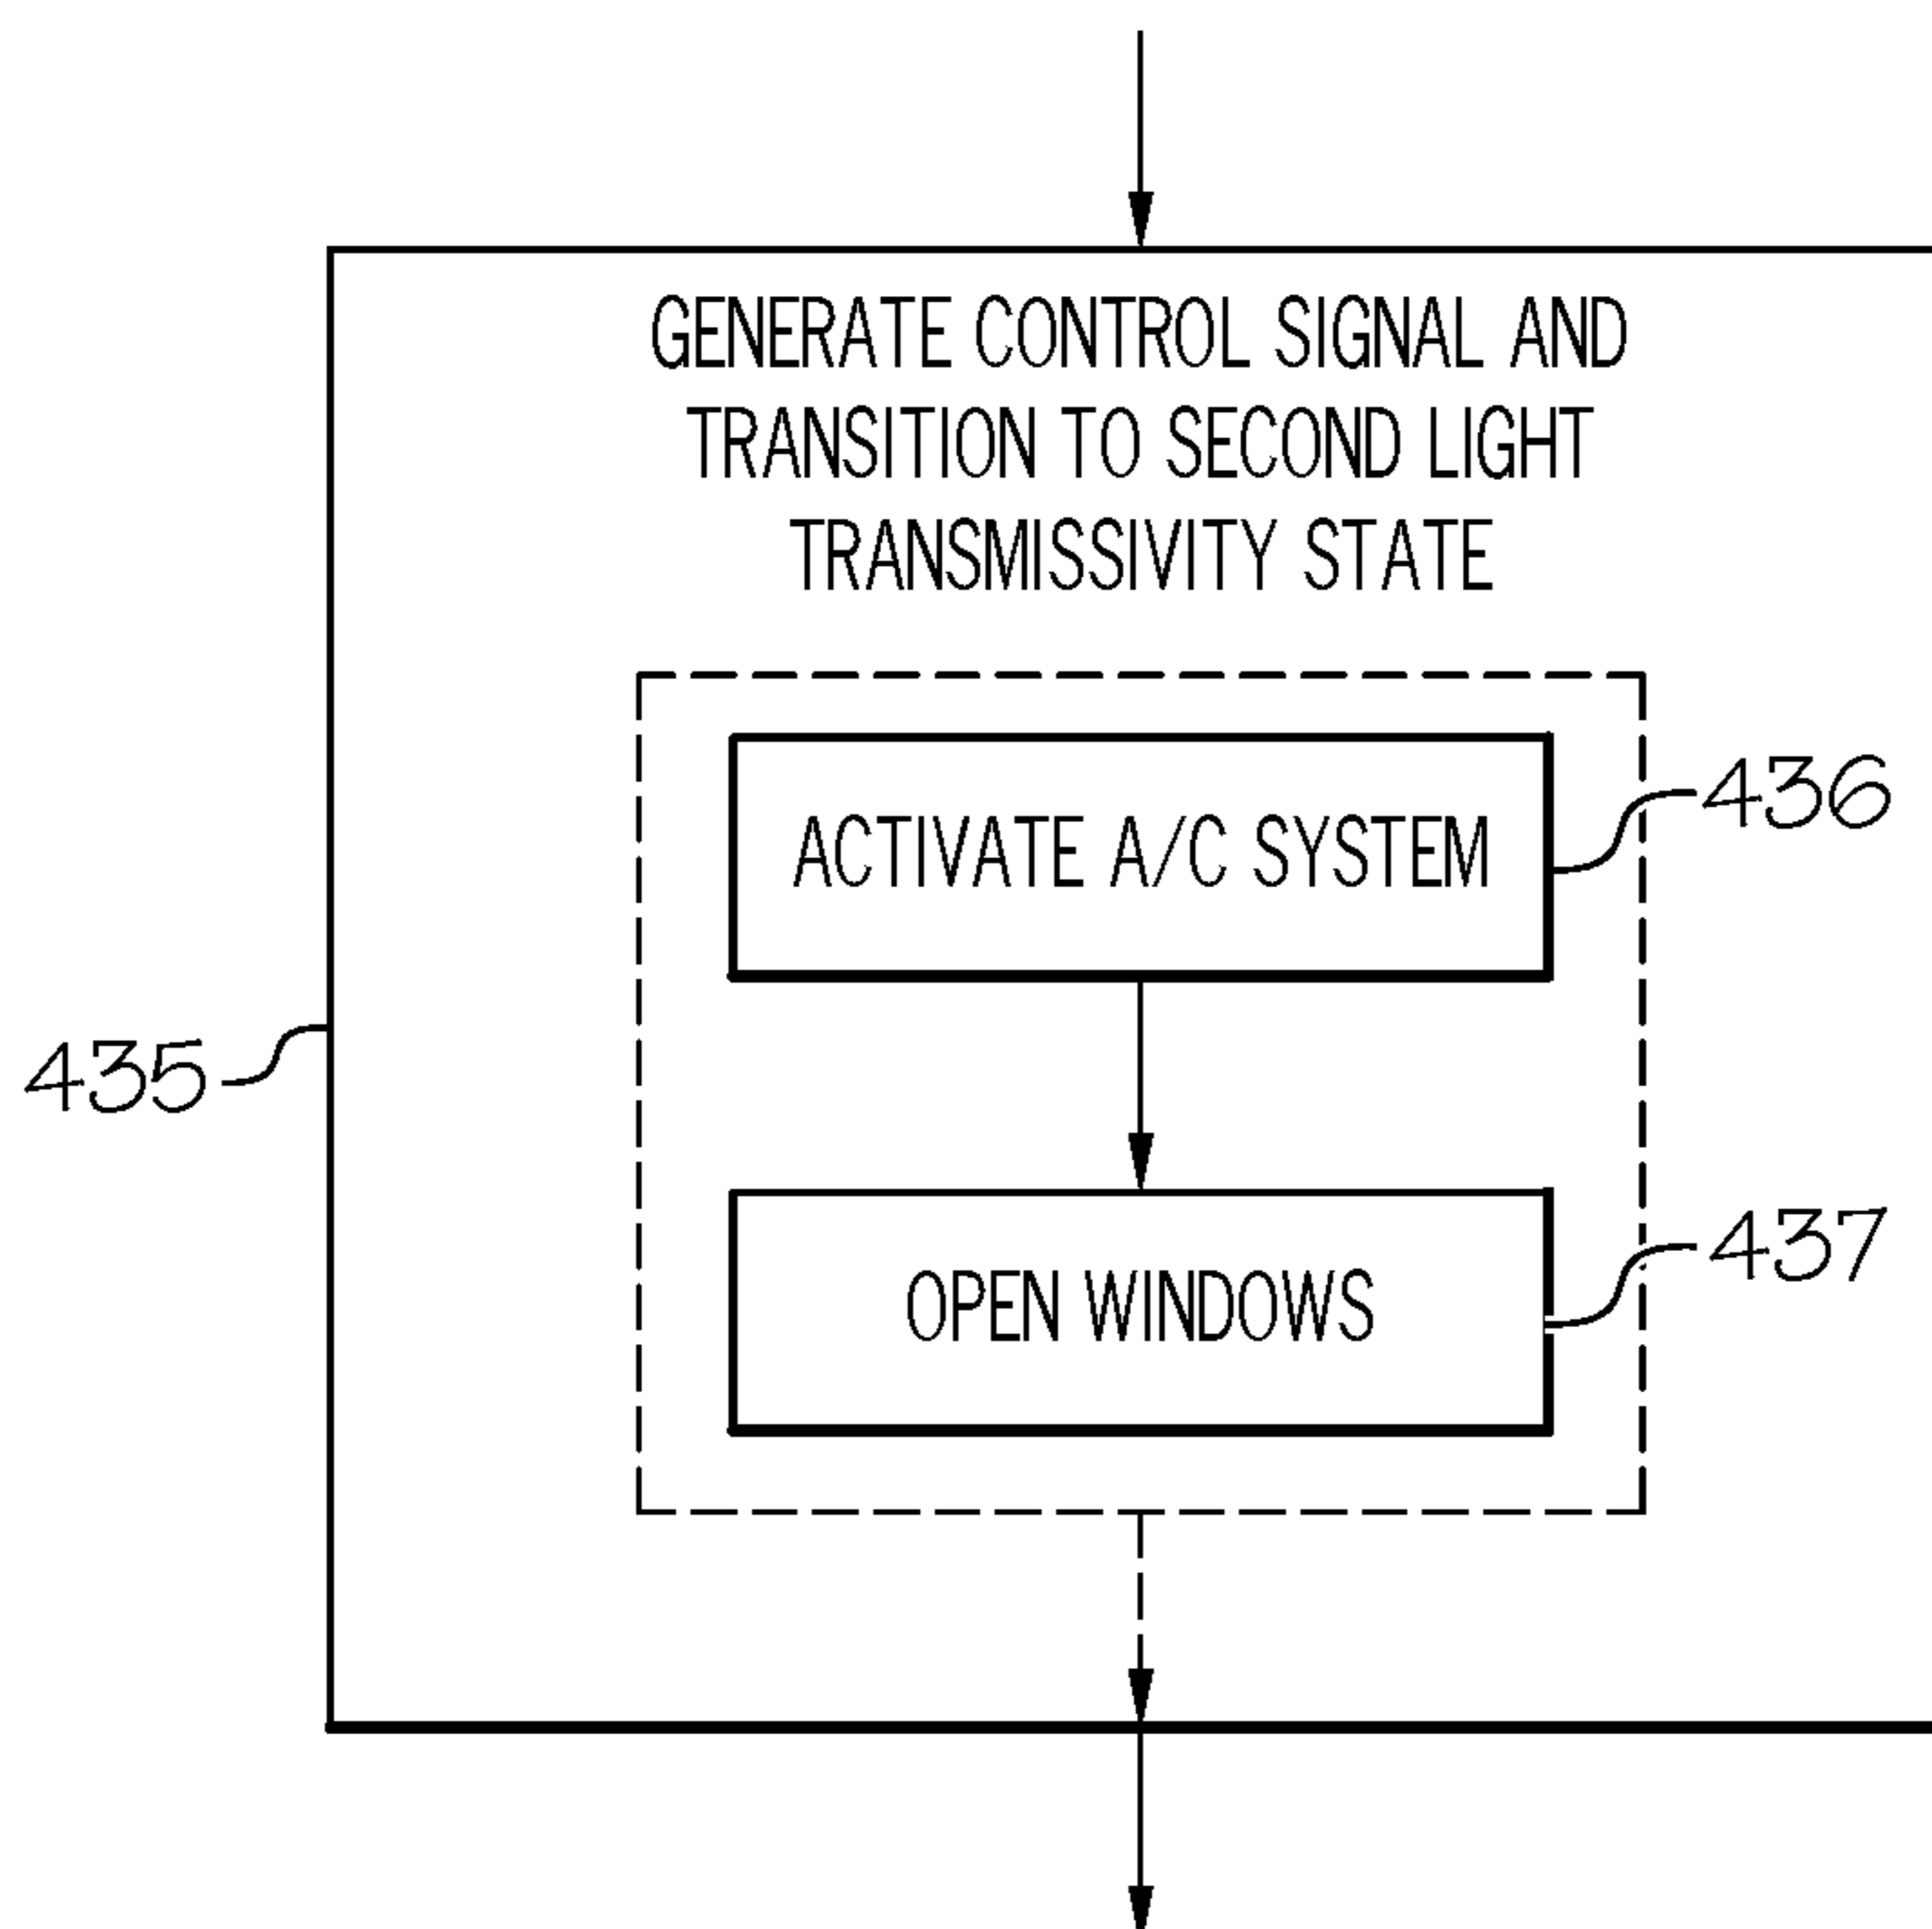 GENERATE CONTROL SIGNAL AND
TRANSITION TO SECOND LIGHT
TRANSMISSIVITY STATE
ACTIVATE A/C SYSTEM
436
435
OPEN WINDOWS
437